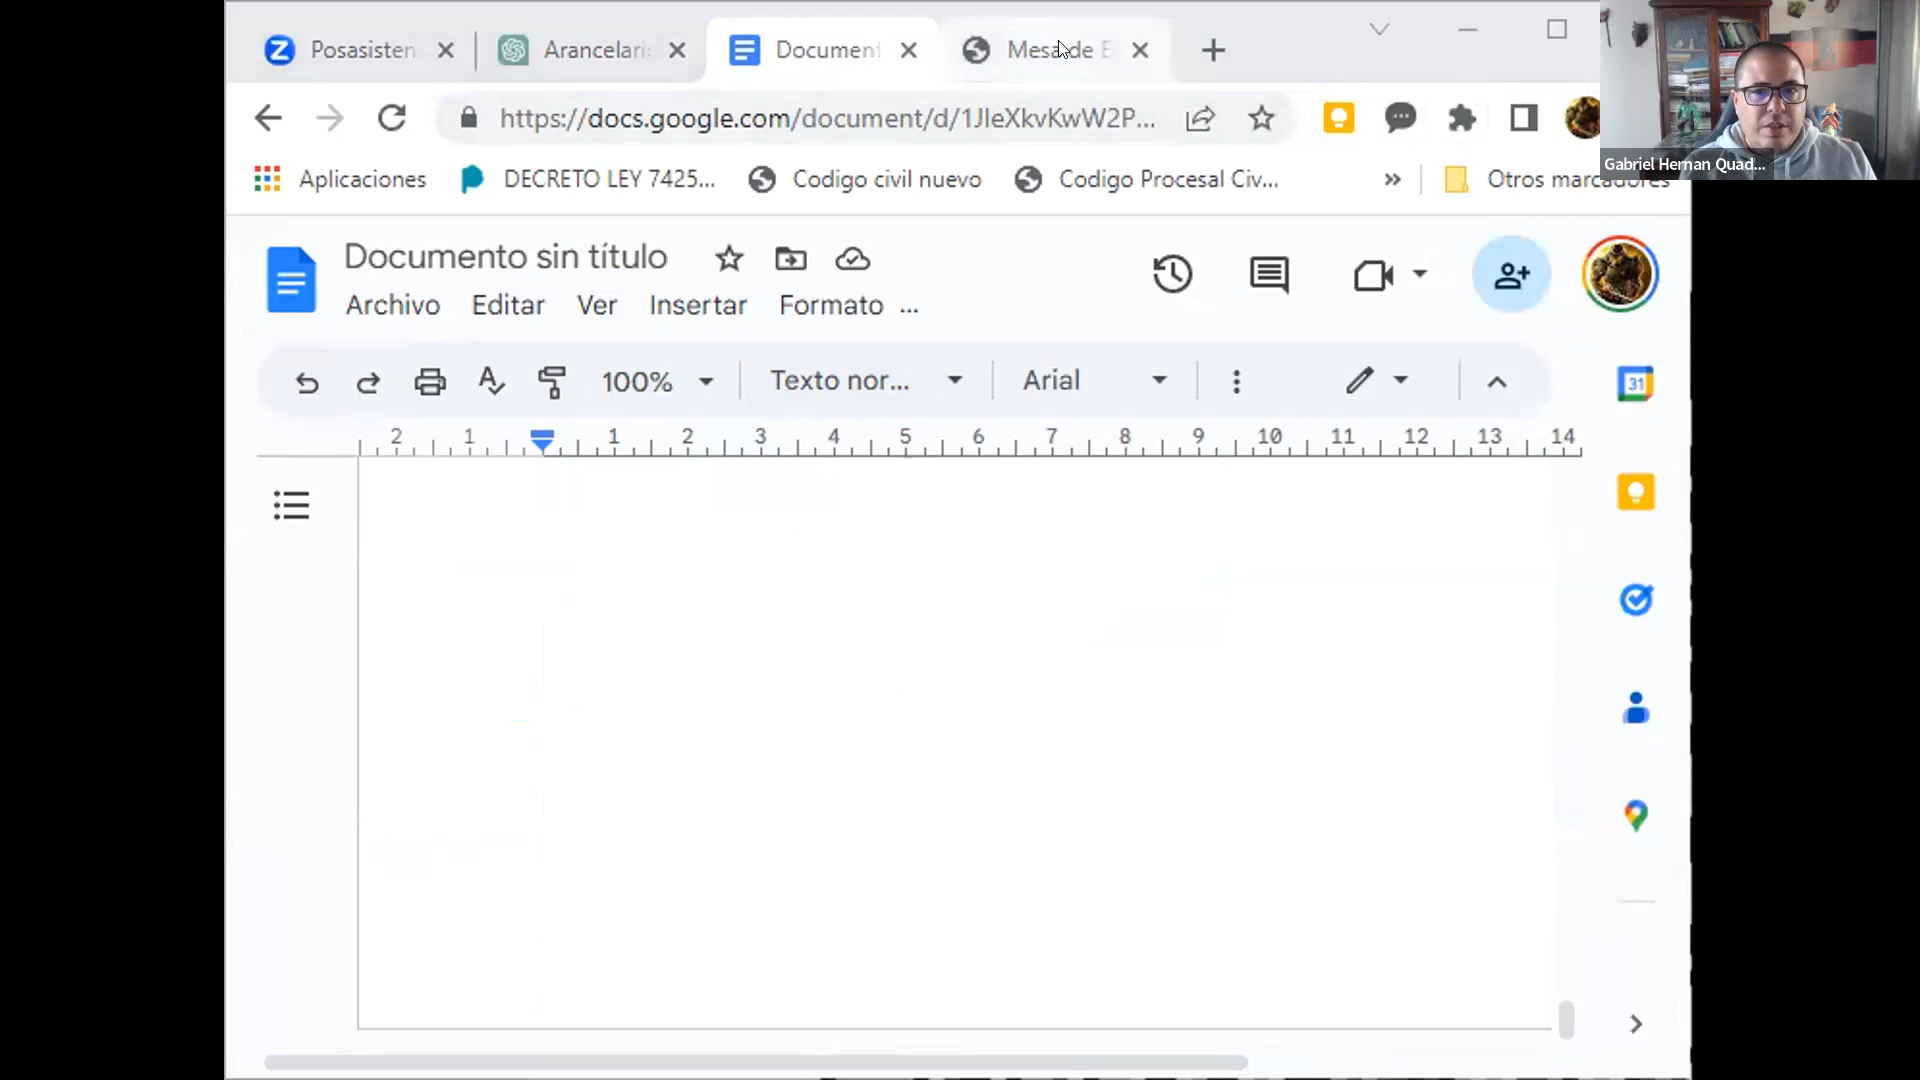 Posasisten
Arancelari
Document
Mesa de E
https://docs.google.com/document/d/1JIeXkvKwW2P...
Aplicaciones
DECRETO LEY 7425...
Codigo civil nuevo
Codigo Procesal Civ...
»
Otros marcadores
Gabriel Hernan Quad...
Documento sin título
Archivo Editar Ver Insertar Formato ...
100% Texto nor... Arial
2 1 1 2 3 4 5 6 7 8 9 10 11 12 13 14
31